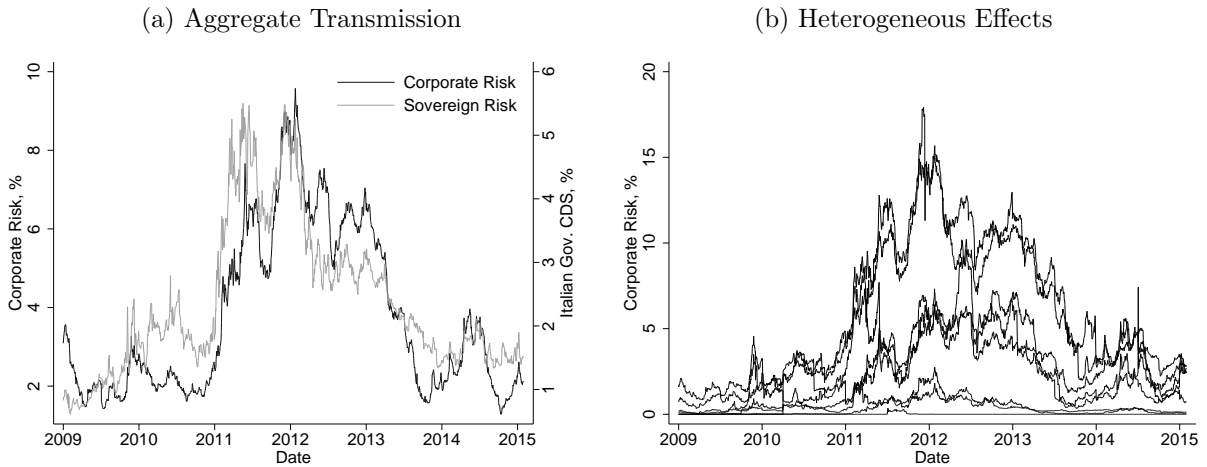 (a) Aggregate Transmission
Corporate Risk, %
10
8
6
4
2
Corporate Risk
Sovereign Risk
6
5
4
3
2
1
Italian Gov. CDS, %
2009 2010 2011 2012 2013 2014 2015
Date
(b) Heterogeneous Effects
Corporate Risk, %
20
15
10
5
0
2009 2010 2011 2012 2013 2014 2015
Date